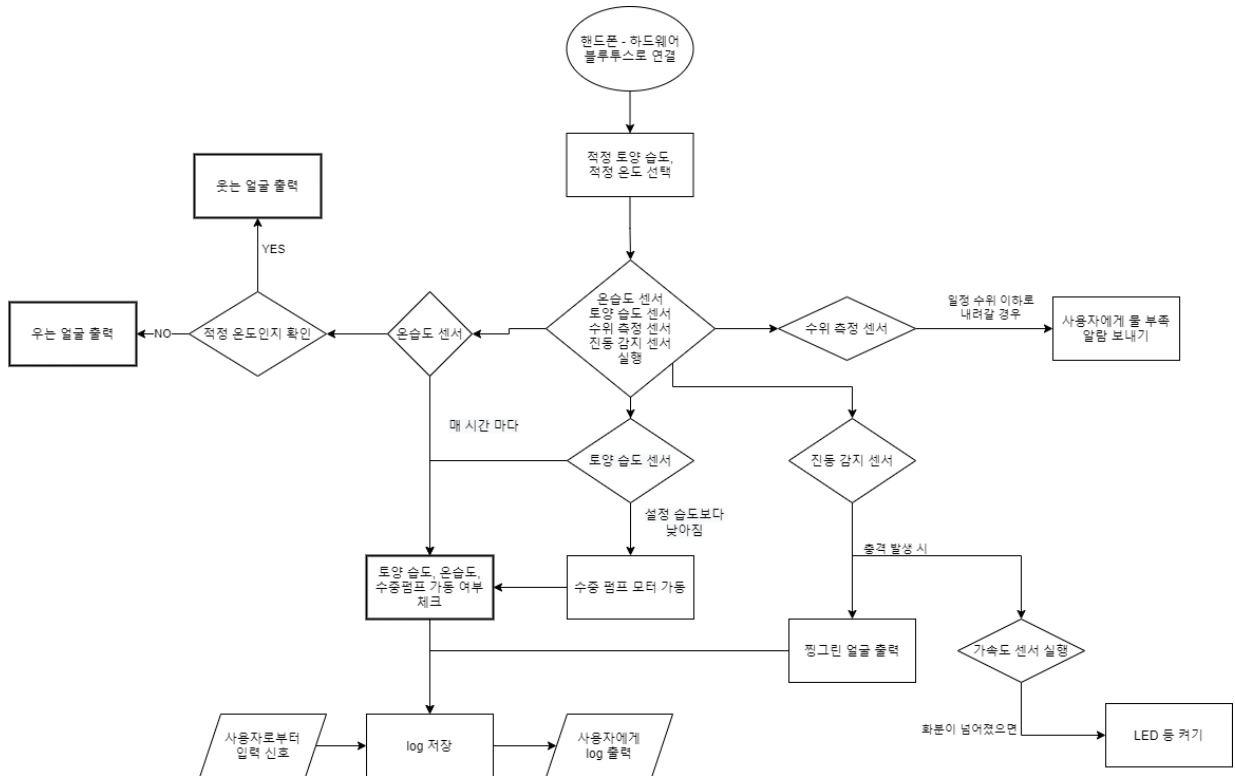 핸드폰 - 하드웨어
블루투스로 연결
적정 토양 습도,
적정 온도 선택
웃는 얼굴 출력
YES
우는 얼굴 출력
NO
적정 온도인지 확인
온습도 센서
온습도 센서
토양 습도 센서
수위 측정 센서
진동 감지 센서
실행
수위 측정 센서
일정 수위 이하로
내려갈 경우
사용자에게 물 부족
알람 보내기
매 시간 마다
토양 습도 센서
진동 감지 센서
설정 습도보다
낮아짐
충격 발생 시
토양 습도, 온습도,
수중펌프 가동 여부
체크
수중 펌프 모터 가동
찡그린 얼굴 출력
가속도 센서 실행
사용자로부터
입력 신호
log 저장
사용자에게
log 출력
화분이 넘어졌으면
LED 등 켜기